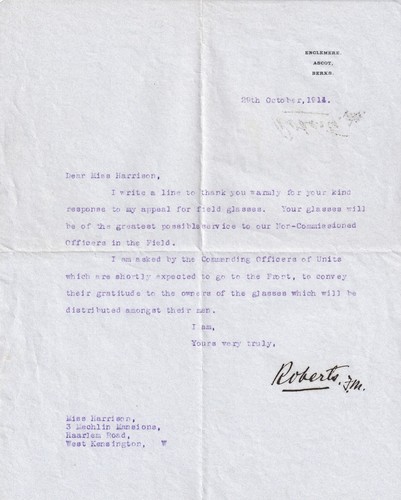 ENGLEMERE,
ASCOT,
BERKS.
29th October, 1914.
Roberts. F.M.
Dear Miss Harrison,
I write a line to thank you warmly for your kind
response to my appeal for field glasses. Your glasses will
be of the greatest possible service to our Non-Commissioned
Officers in the Field.
I am asked by the Commanding Officers of Units
which are shortly expected to go to the Front, to convey
their gratitude to the owners of the glasses which will be
distributed amongst their men.
I am,
Yours very truly,
Roberts. F.M.
Miss Harrison,
3 Mechlin Mansions,
Haarlem Road,
West Kensington, W